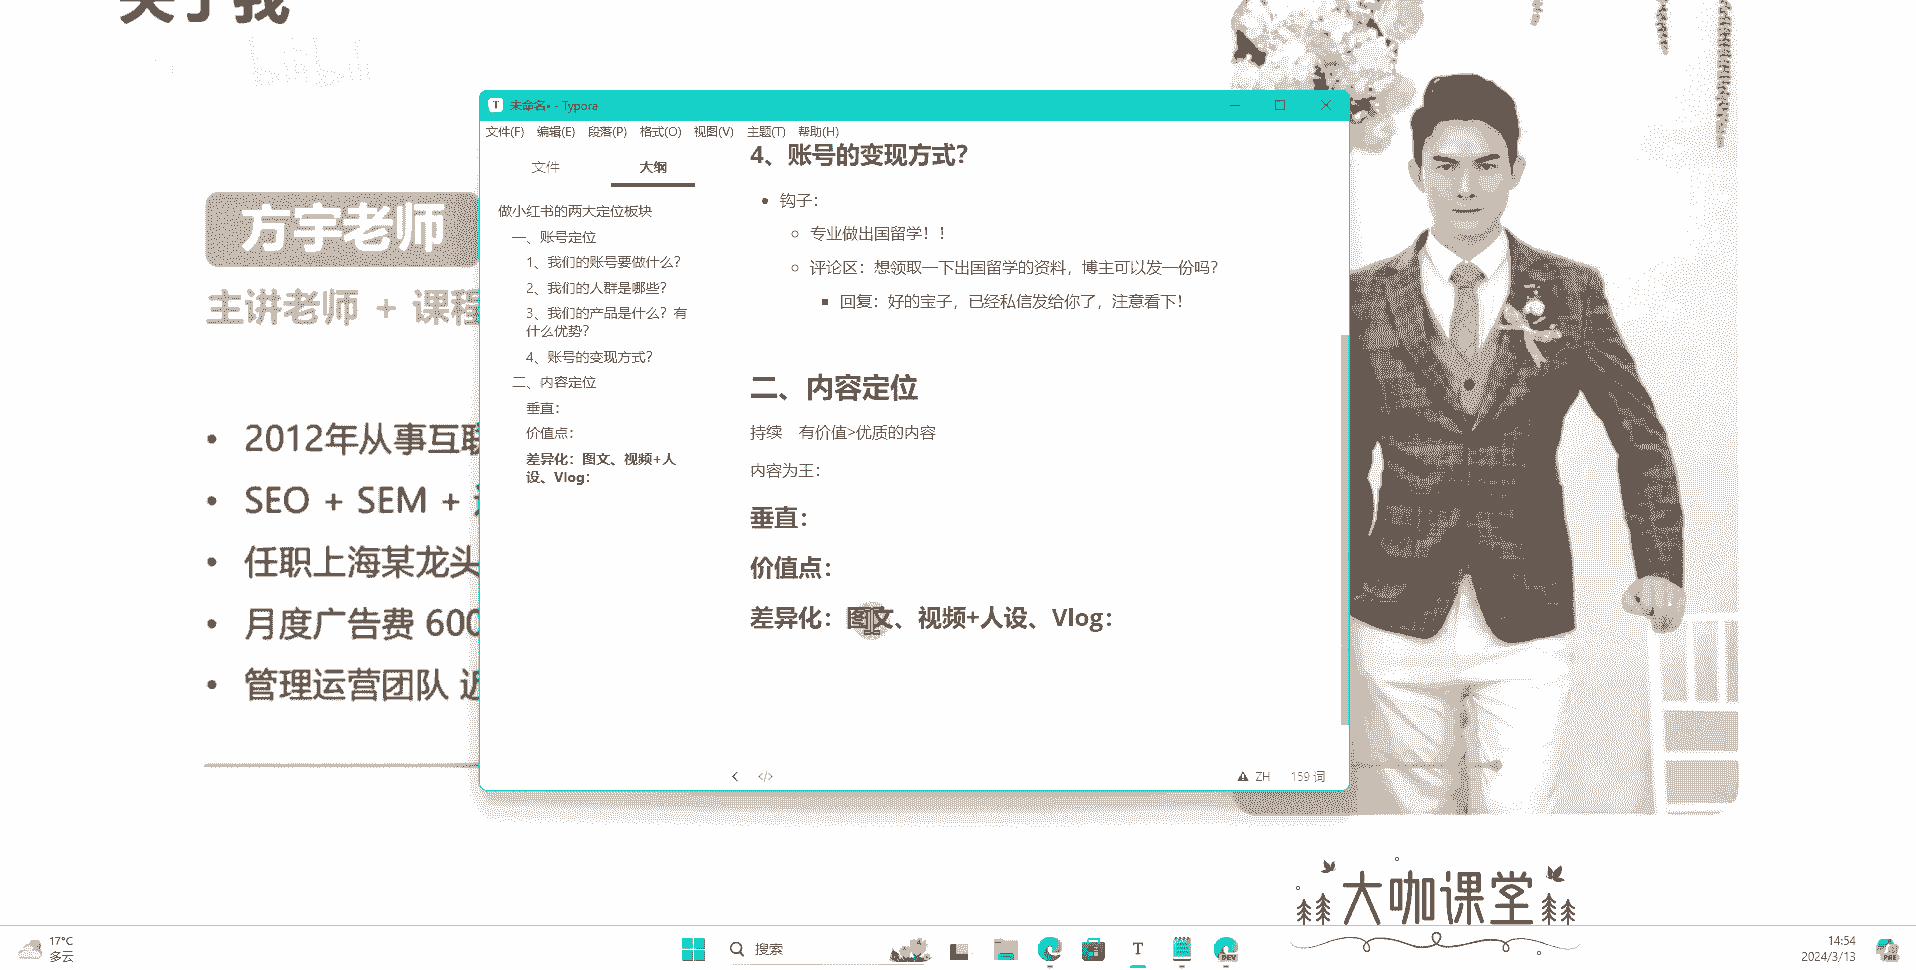 关于我
bilibili
方宇老师
主讲老师 + 课程
2012年从事互联
SEO + SEM +
任职上海某龙头
月度广告费 600
管理运营团队 近
未命名• - Typora
文件(F) 编辑(E) 段落(P) 格式(O) 视图(V) 主题(T) 帮助(H)
文件 大纲
做小红书的两大定位板块
一、账号定位
1、我们的账号要做什么？
2、我们的人群是哪些？
3、我们的产品是什么？有
什么优势？
4、账号的变现方式？
二、内容定位
垂直：
价值点：
差异化：图文、视频+人
设、Vlog：
4、账号的变现方式？
钩子：
专业做出国留学！！
评论区：想领取一下出国留学的资料，博主可以发一份吗？
回复：好的宝子，已经私信发给你了，注意看下！
二、内容定位
持续 有价值>优质的内容
内容为王：
垂直：
价值点：
差异化：图文、视频+人设、Vlog：
ZH 159 词
大咖课堂
17°C
多云
搜索
DEV
14:54
2024/3/13
PRE